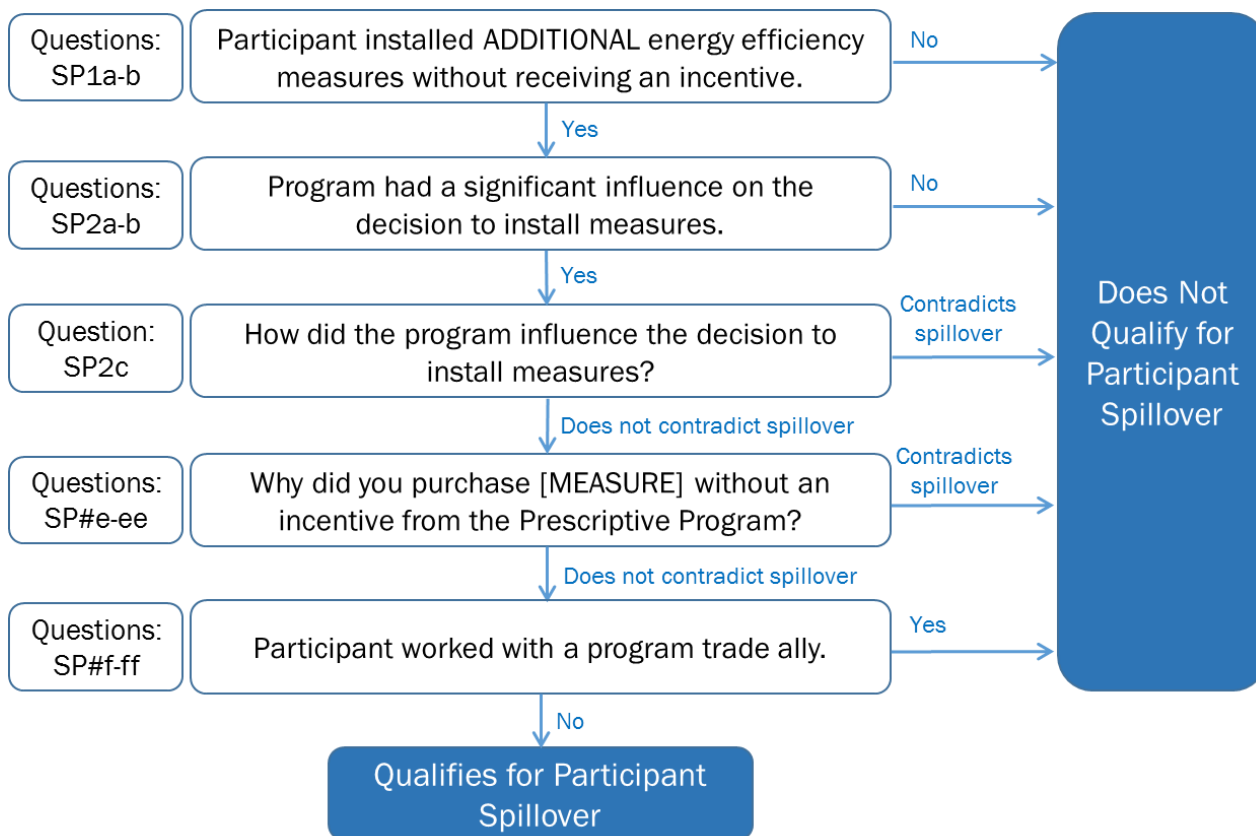 Questions:
SP1a-b
Participant installed ADDITIONAL energy efficiency
measures without receiving an incentive.
No
Yes
Questions:
SP2a-b
Program had a significant influence on the
decision to install measures.
No
Yes
Question:
SP2c
How did the program influence the decision to
install measures?
Contradicts
spillover
Does not contradict spillover
Questions:
SP#e-ee
Why did you purchase [MEASURE] without an
incentive from the Prescriptive Program?
Contradicts
spillover
Does not contradict spillover
Questions:
SP#f-ff
Participant worked with a program trade ally.
Yes
No
Does Not
Qualify for
Participant
Spillover
Qualifies for Participant
Spillover